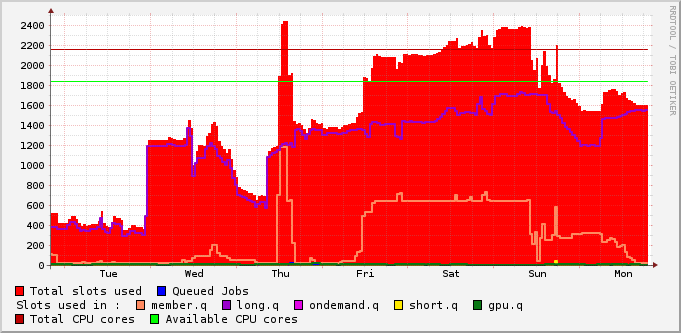 2400
2200
2000
1800
1600
1400
1200
1000
800
600
400
200
0
Tue Wed Thu Fri Sat Sun Mon
RRDTOOL / TOBI OETIKER
Total slots used Queued Jobs
Slots used in : member.q long.q ondemand.q short.q gpu.q
Total CPU cores Available CPU cores